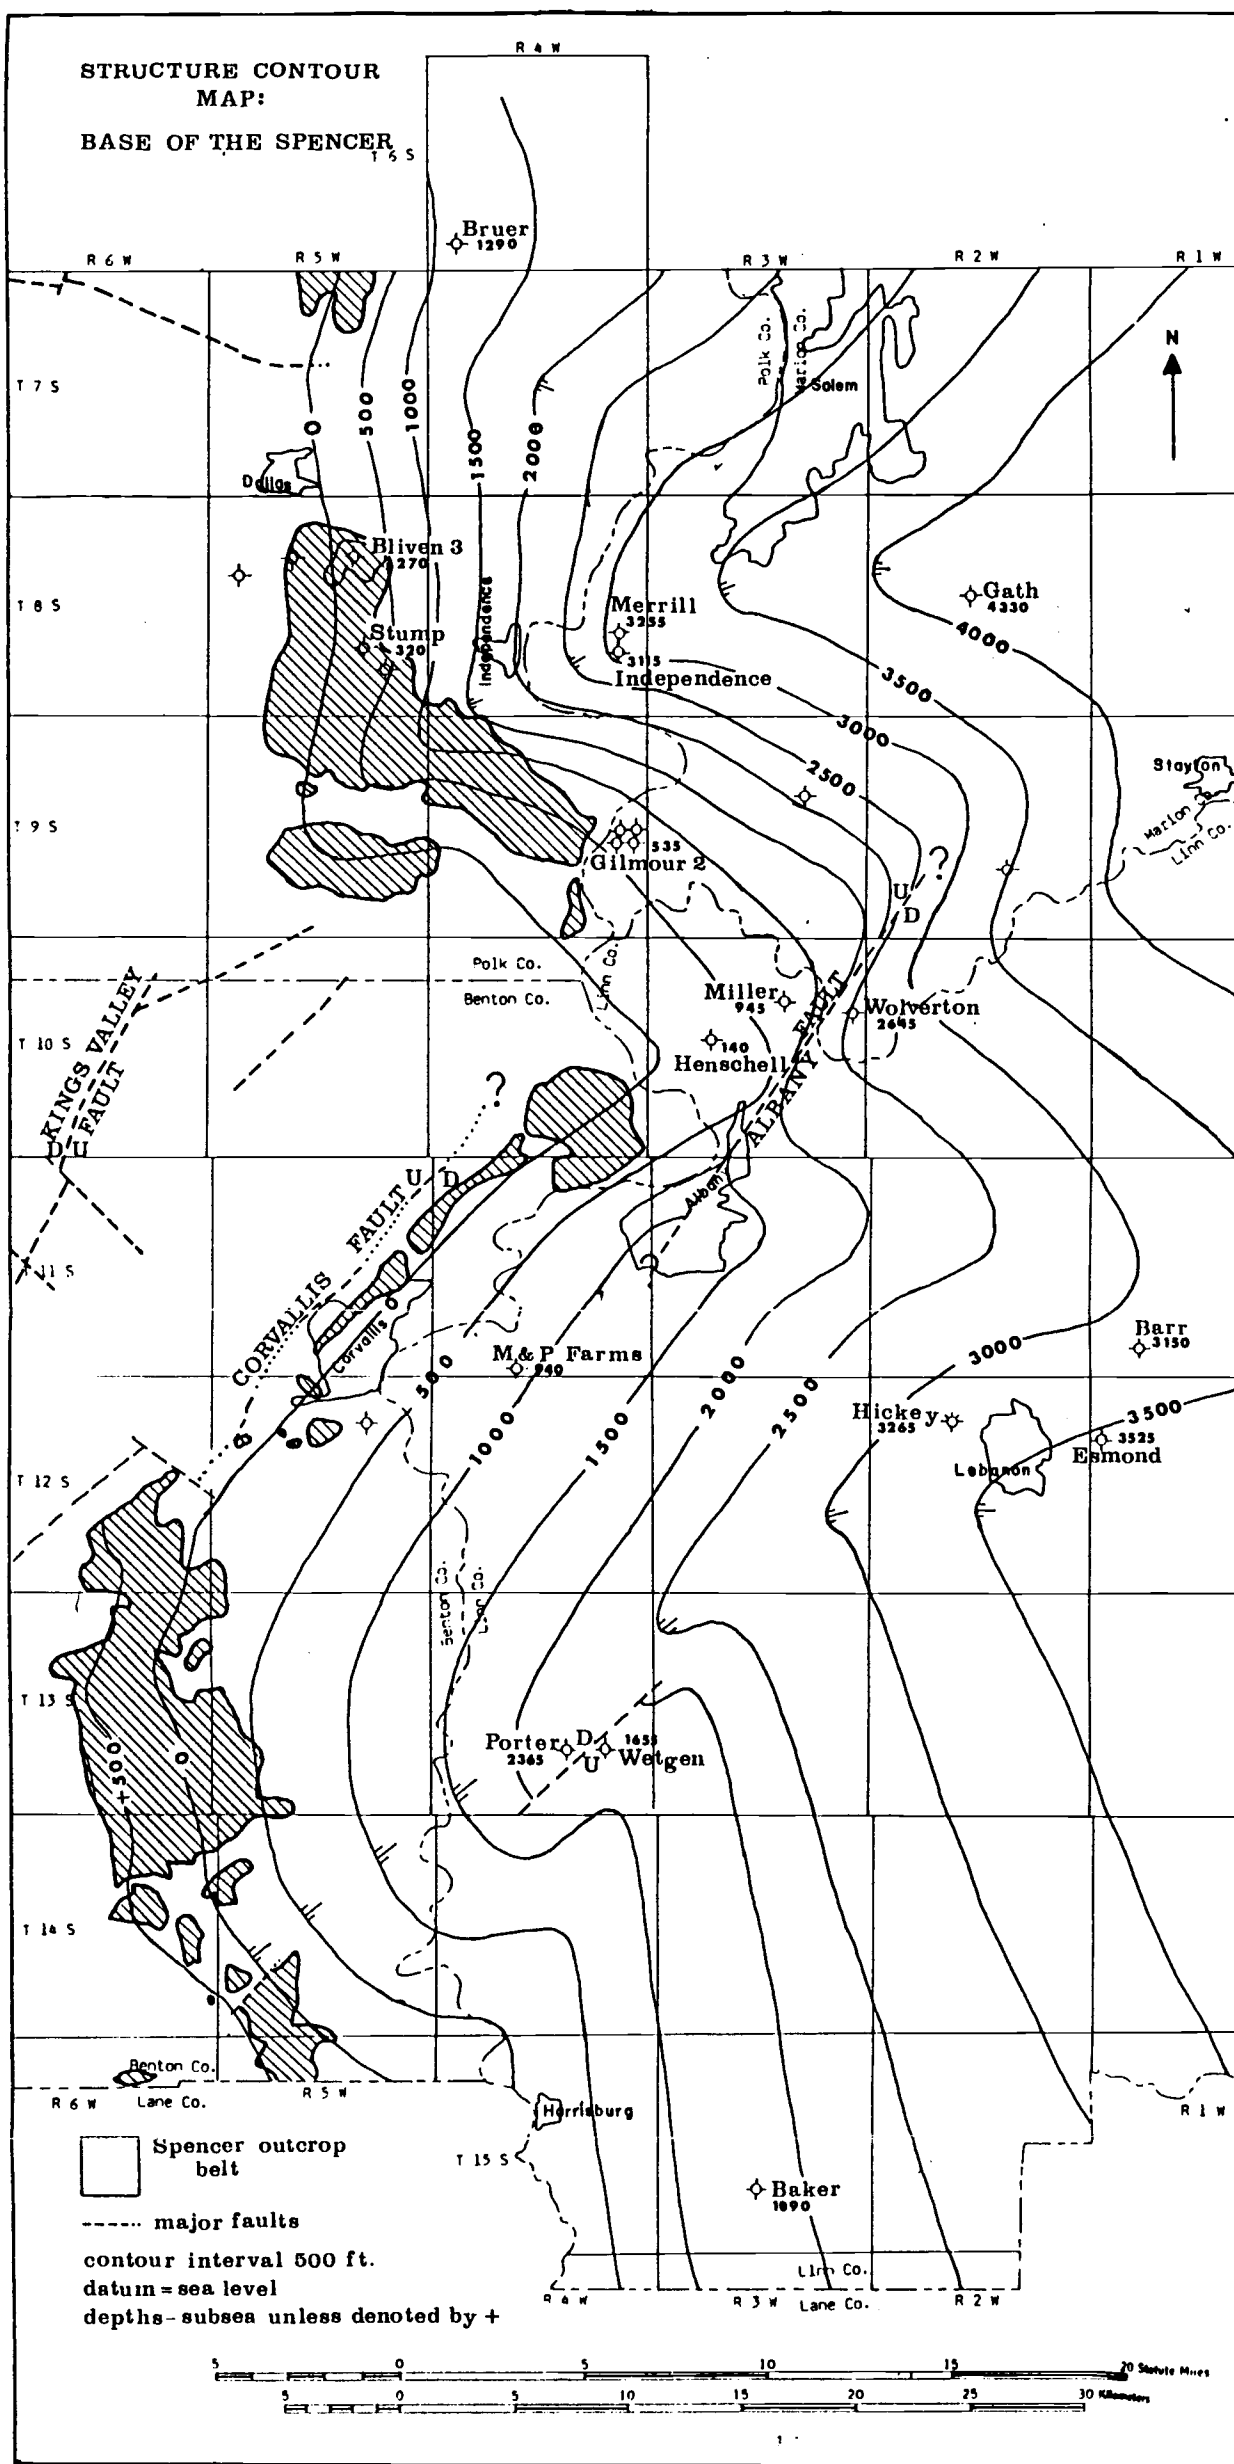 R 4 W
STRUCTURE CONTOUR
MAP:
BASE OF THE SPENCER
T 6 S
Bruer
1290
R 6 W
R 5 W
R 3 W
R 2 W
R 1 W
N
Polk Co.
Marion Co.
Salem
T 7 S
0
500
1000
1500
2000
Dallas
Bliven 3
270
T 8 S
Gath
4330
Merrill
3255
4000
Stump
320
Independence
3115
Independence
3500
3000
Stayton
2500
Marion Co.
Linn Co.
T 9 S
535
Gilmour 2
?
U
D
Polk Co.
Benton Co.
Linn Co.
KINGS VALLEY
FAULT
D U
Miller
945
Wolverton
2645
T 10 S
140
Henschell
ALBANY FAULT
?
U D
CORVALLIS FAULT
Albany
T 11 S
0
Corvallis
M & P Farms
940
500
Barr
3150
3000
2000
2500
3500
Hickey
3265
1000
1500
3525
Esmond
Lebanon
T 12 S
Benton Co.
Linn Co.
T 13 S
Porter
2365
D
U
1655
Wetgen
+500
0
T 14 S
Benton Co.
Lane Co.
R 6 W
R 5 W
R 1 W
Harrisburg
Spencer outcrop
belt
T 15 S
Baker
1890
major faults
contour interval 500 ft.
datum = sea level
depths - subsea unless denoted by +
Linn Co.
Lane Co.
R 4 W
R 3 W
R 2 W
5 0 5 10 15 20 Statute Miles
5 0 5 10 15 20 25 30 Kilometers